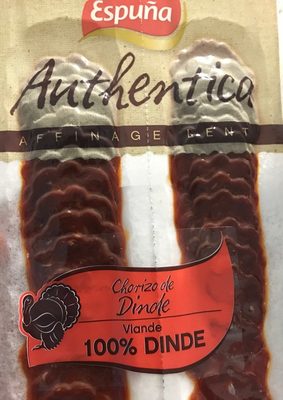 Espuña
Authentica
AFFINAGE LENT
Chorizo de
Dinde
Viande
100% DINDE